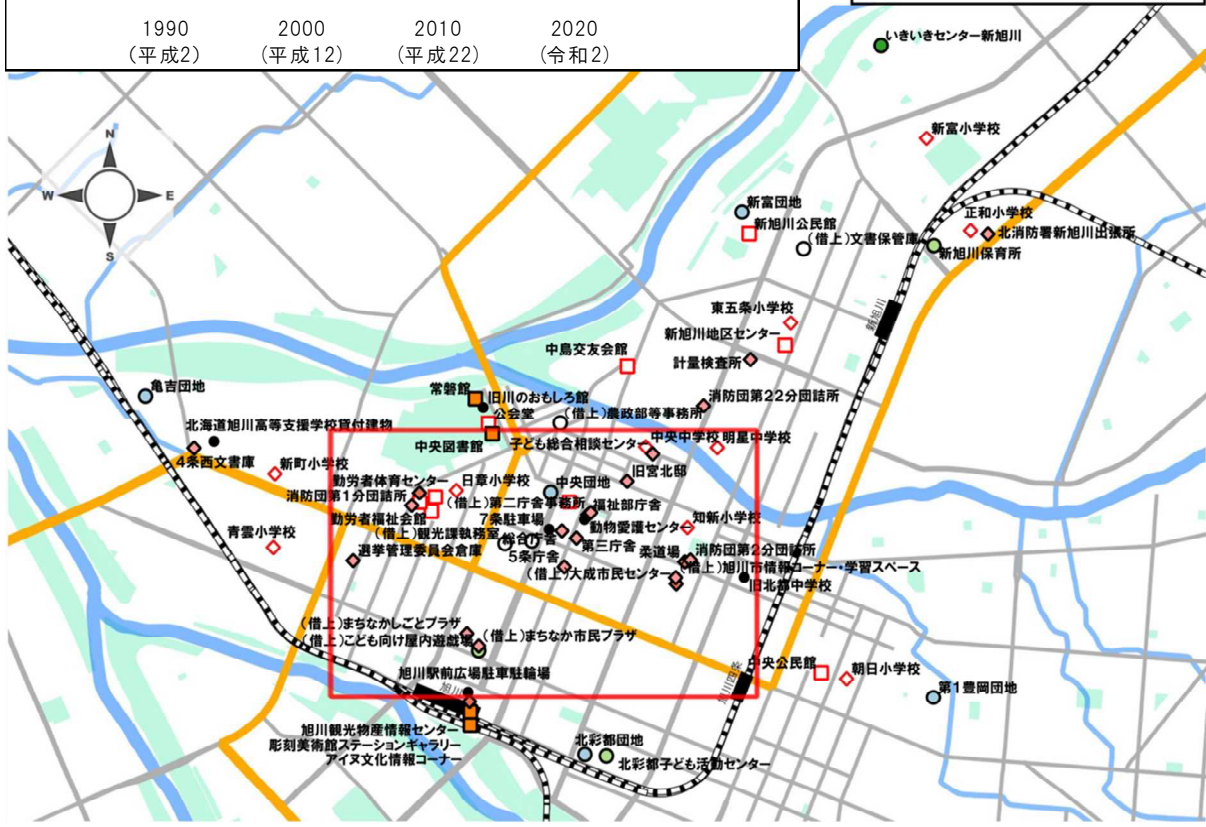 1990
2000
2010
2020
(平成2)
(平成12)
(平成22)
(令和2)
いきいきセンター新旭川
新富小学校
N
W
E
S
新富団地
新旭川公民館
(借上)文書保管庫
正和小学校
北消防署新旭川出張所
新旭川保育所
東五条小学校
新旭川
新旭川地区センター
中島交友会館
計量検査所
亀吉団地
常磐館
旧川のおもしろ館
公会堂
(借上)農政部等事務所
消防団第22分団詰所
北海道旭川高等支援学校貸付建物
中央図書館
子ども総合相談センター
中央中学校
明星中学校
4条西文書庫
新町小学校
勤労者体育センター
日章小学校
中央団地
旧宮北邸
消防団第1分団詰所
(借上)第二庁舎事務所
福祉部庁舎
勤労者福祉会館
7条駐車場
動物愛護センター
知新小学校
青雲小学校
(借上)観光課執務室
総合庁舎
第三庁舎
選挙管理委員会倉庫
5条庁舎
柔道場
消防団第2分団詰所
(借上)大成市民センター
(借上)旭川市情報コーナー・学習スペース
旧北都中学校
(借上)まちなかしごとプラザ
(借上)こども向け屋内遊戯場
(借上)まちなか市民プラザ
旭川駅前広場駐車駐輪場
中央公民館
朝日小学校
旭川四条
旭川
第1豊岡団地
旭川観光物産情報センター
彫刻美術館ステーションギャラリー
アイヌ文化情報コーナー
北彩都団地
北彩都子ども活動センター